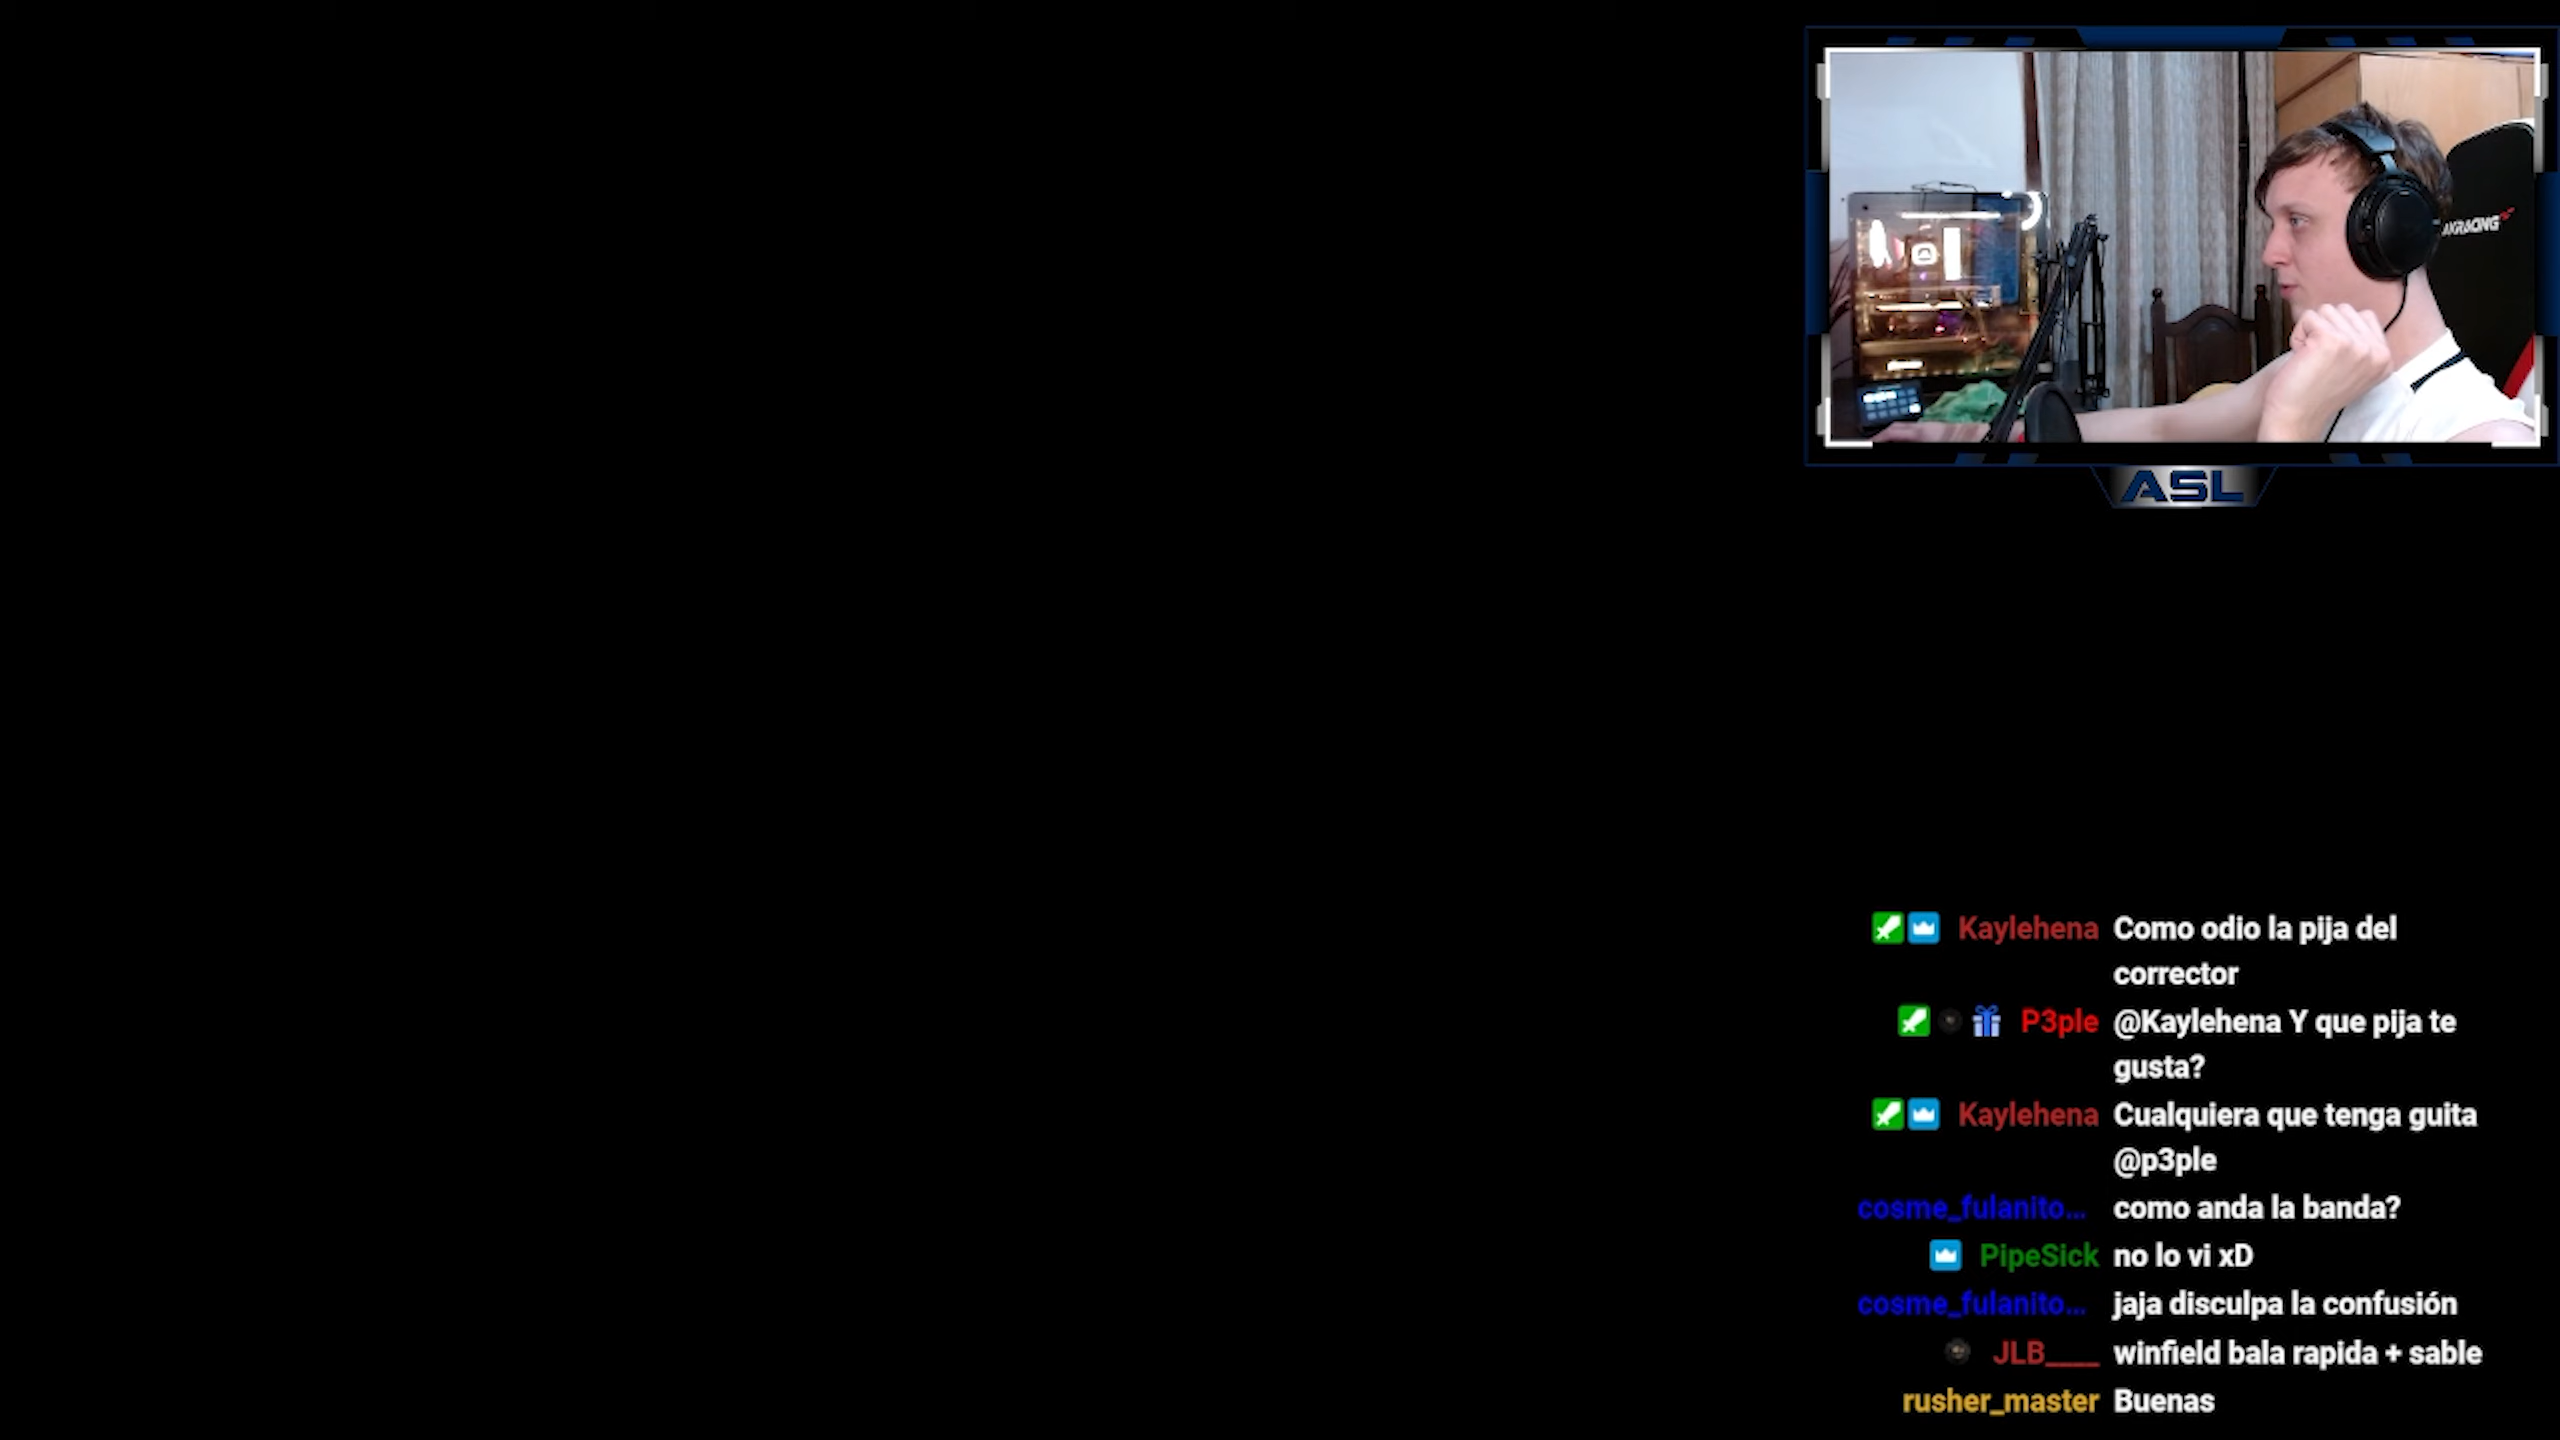 AKRACING
ASL
Kaylehena Como odio la pija del
corrector
P3ple @Kaylehena Y que pija te
gusta?
Kaylehena Cualquiera que tenga guita
@p3ple
cosme_fulanito... como anda la banda?
PipeSick no lo vi xD
cosme_fulanito... jaja disculpa la confusión
JLB____ winfield bala rapida + sable
rusher_master Buenas